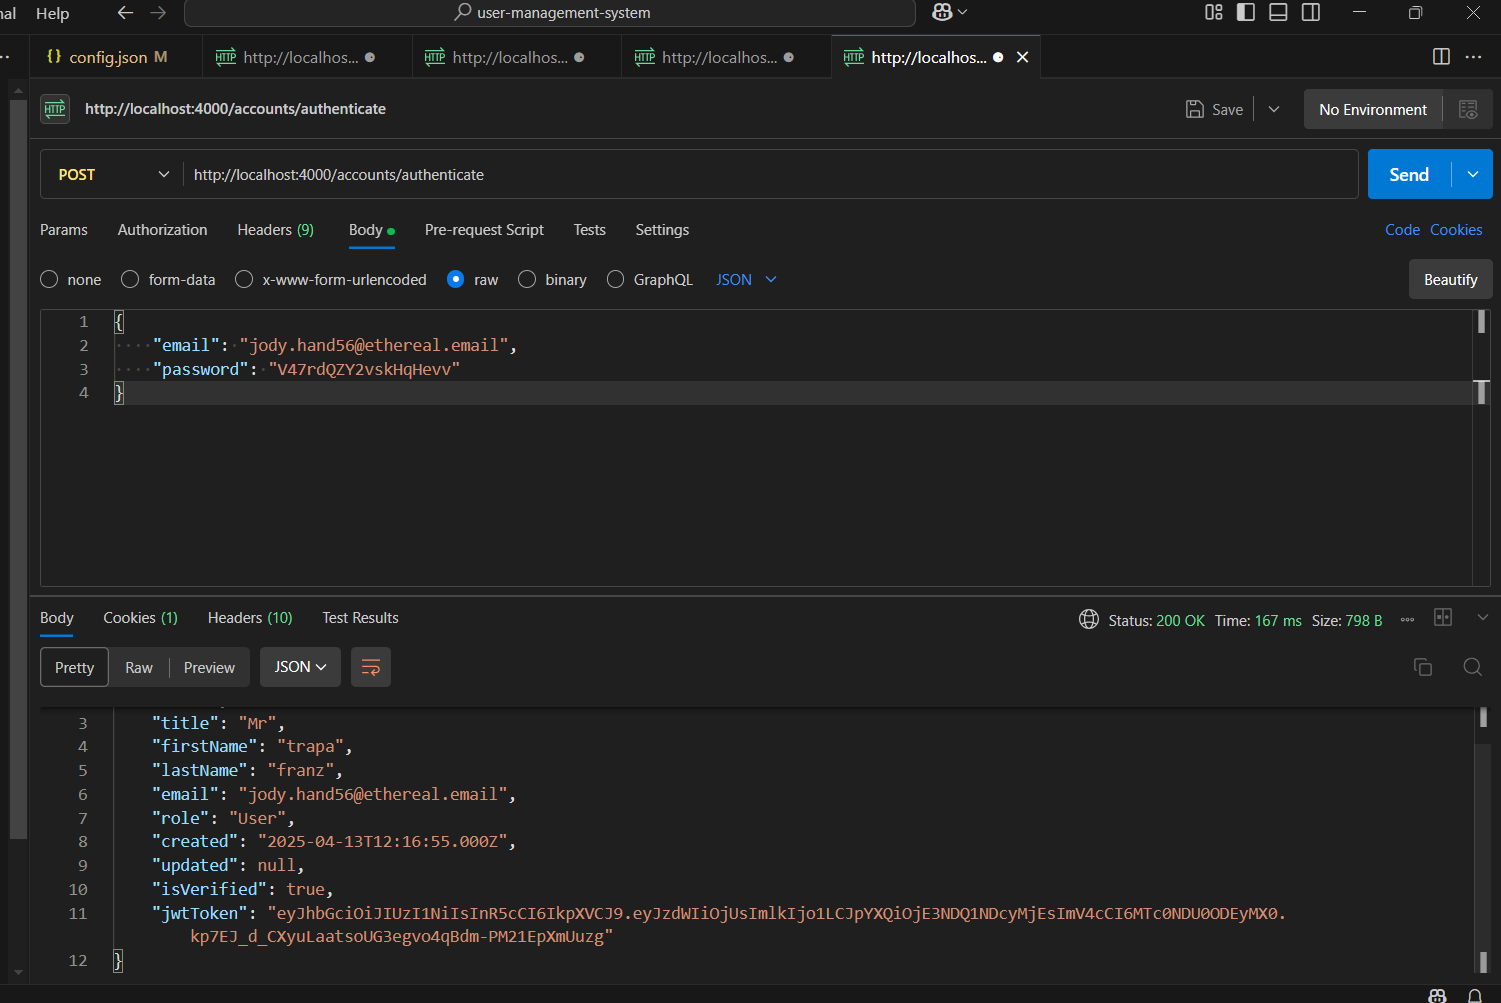 nal Help user-management-system
config.json M http://localhos... http://localhos... http://localhos... http://localhos...
HTTP http://localhost:4000/accounts/authenticate Save No Environment
POST http://localhost:4000/accounts/authenticate Send
Params Authorization Headers (9) Body Pre-request Script Tests Settings Code Cookies
none form-data x-www-form-urlencoded raw binary GraphQL JSON Beautify
1 {
2 "email": "jody.hand56@ethereal.email",
3 "password": "V47rdQZY2vskHqHevv"
4 }
Body Cookies (1) Headers (10) Test Results Status: 200 OK Time: 167 ms Size: 798 B
Pretty Raw Preview JSON
3 "title": "Mr",
4 "firstName": "trapa",
5 "lastName": "franz",
6 "email": "jody.hand56@ethereal.email",
7 "role": "User",
8 "created": "2025-04-13T12:16:55.000Z",
9 "updated": null,
10 "isVerified": true,
11 "jwtToken": "eyJhbGciOiJIUzI1NiIsInR5cCI6IkpXVCJ9.eyJzdWIiOjUsImlkIjo1LCJpYXQiOjE3NDQ1NDcyMjEsImV4cCI6MTc0NDU0ODEyMX0.
kp7EJ_d_CXyuLaatsoUG3egvo4qBdm-PM21EpXmUuzg"
12 }